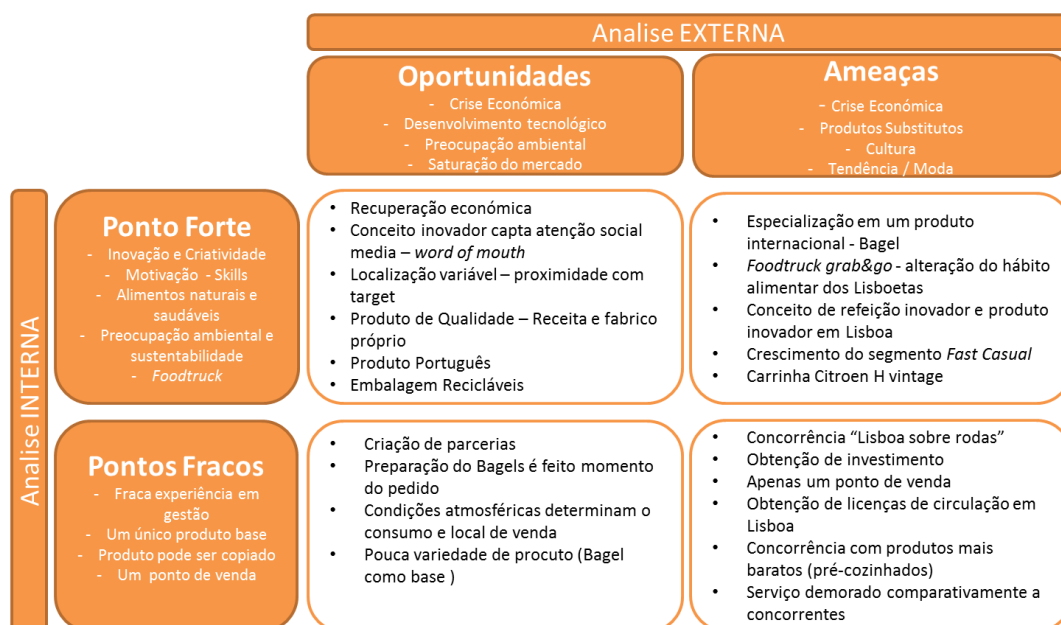 Analise EXTERNA
Oportunidades
- Crise Económica
- Desenvolvimento tecnológico
- Preocupação ambiental
- Saturação do mercado
Ameaças
- Crise Económica
- Produtos Substitutos
- Cultura
- Tendência / Moda
Analise INTERNA
Ponto Forte
- Inovação e Criatividade
- Motivação - Skills
- Alimentos naturais e
saudáveis
- Preocupação ambiental e
sustentabilidade
- Foodtruck
• Recuperação económica
• Conceito inovador capta atenção social
media – word of mouth
• Localização variável – proximidade com
target
• Produto de Qualidade – Receita e fabrico
próprio
• Produto Português
• Embalagem Recicláveis
• Especialização em um produto
internacional - Bagel
• Foodtruck grab&go - alteração do hábito
alimentar dos Lisboetas
• Conceito de refeição inovador e produto
inovador em Lisboa
• Crescimento do segmento Fast Casual
• Carrinha Citroen H vintage
Pontos Fracos
- Fraca experiência em
gestão
- Um único produto base
- Produto pode ser copiado
- Um ponto de venda
• Criação de parcerias
• Preparação do Bagels é feito momento
do pedido
• Condições atmosféricas determinam o
consumo e local de venda
• Pouca variedade de procuto (Bagel
como base )
• Concorrência “Lisboa sobre rodas”
• Obtenção de investimento
• Apenas um ponto de venda
• Obtenção de licenças de circulação em
Lisboa
• Concorrência com produtos mais
baratos (pré-cozinhados)
• Serviço demorado comparativamente a
concorrentes